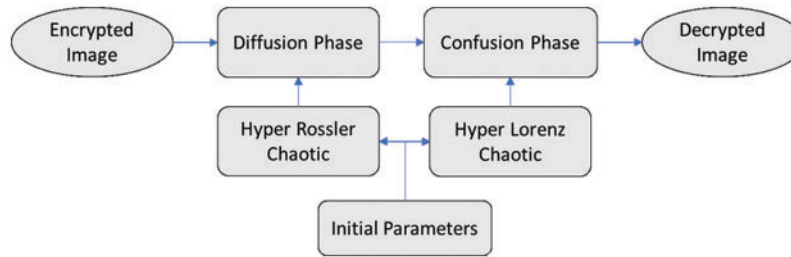 Encrypted
Image
Diffusion Phase
Confusion Phase
Decrypted
Image
Hyper Rossler
Chaotic
Hyper Lorenz
Chaotic
Initial Parameters